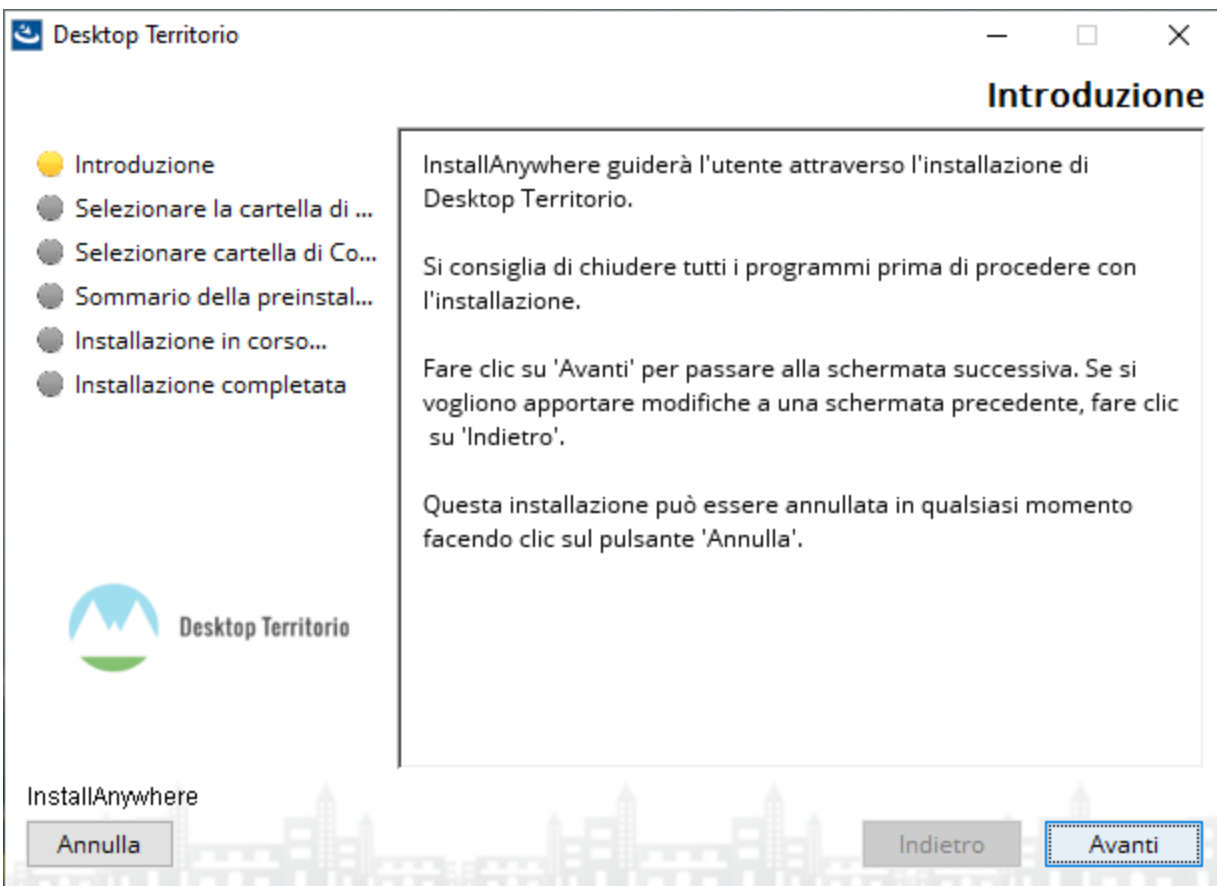 Desktop Territorio
Introduzione
Introduzione
Selezionare la cartella di ...
Selezionare cartella di Co...
Sommario della preinstal...
Installazione in corso...
Installazione completata
InstallAnywhere guiderà l'utente attraverso l'installazione di
Desktop Territorio.
Si consiglia di chiudere tutti i programmi prima di procedere con
l'installazione.
Fare clic su 'Avanti' per passare alla schermata successiva. Se si
vogliono apportare modifiche a una schermata precedente, fare clic
su 'Indietro'.
Questa installazione può essere annullata in qualsiasi momento
facendo clic sul pulsante 'Annulla'.
Desktop Territorio
InstallAnywhere
Annulla
Indietro
Avanti